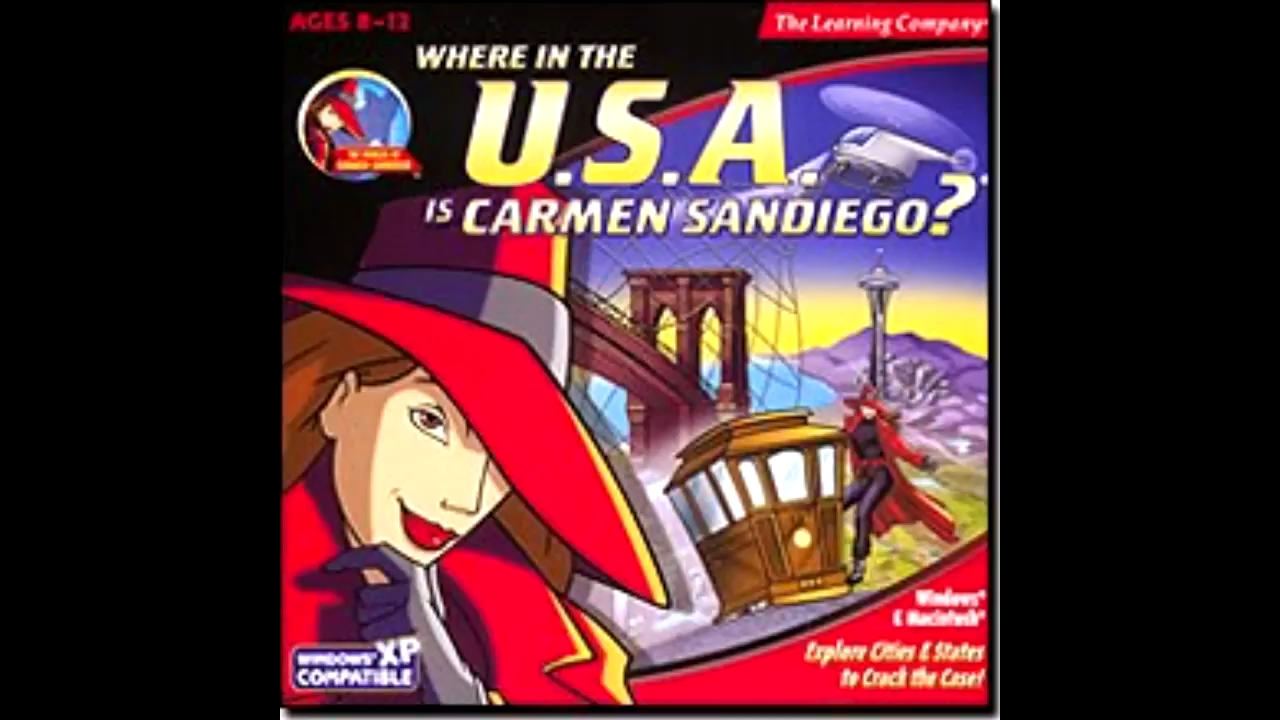 AGES 8-12
The Learning Company®
WHERE IN THE
U.S.A.
IS CARMEN SANDIEGO?
Windows®
& Macintosh®
Explore Cities & States
to Crack the Case!
WINDOWS® XP
COMPATIBLE